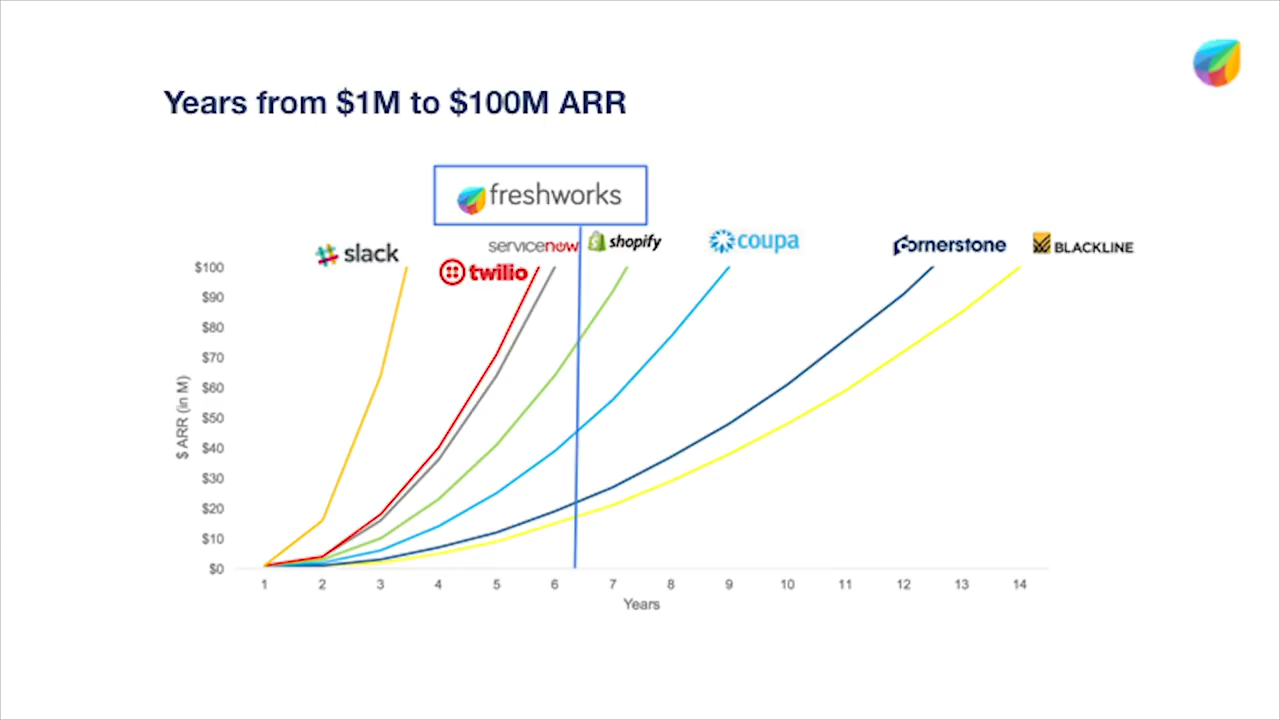 Years from $1M to $100M ARR
freshworks
slack
servicenow
shopify
coupa
cornerstone
BLACKLINE
twilio
$100
$90
$80
$70
$60
$50
$40
$30
$20
$10
$0
$ ARR (in M)
1 2 3 4 5 6 7 8 9 10 11 12 13 14
Years